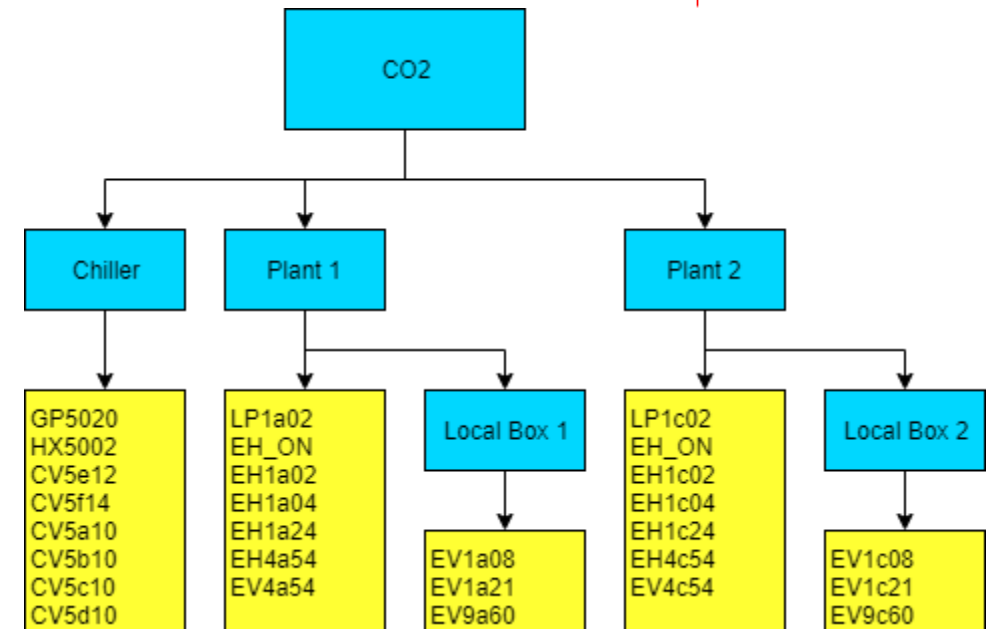 CO2
Chiller
Plant 1
Plant 2
GP5020
HX5002
CV5e12
CV5f14
CV5a10
CV5b10
CV5c10
CV5d10
LP1a02
EH_ON
EH1a02
EH1a04
EH1a24
EH4a54
EV4a54
Local Box 1
EV1a08
EV1a21
EV9a60
LP1c02
EH_ON
EH1c02
EH1c04
EH1c24
EH4c54
EV4c54
Local Box 2
EV1c08
EV1c21
EV9c60